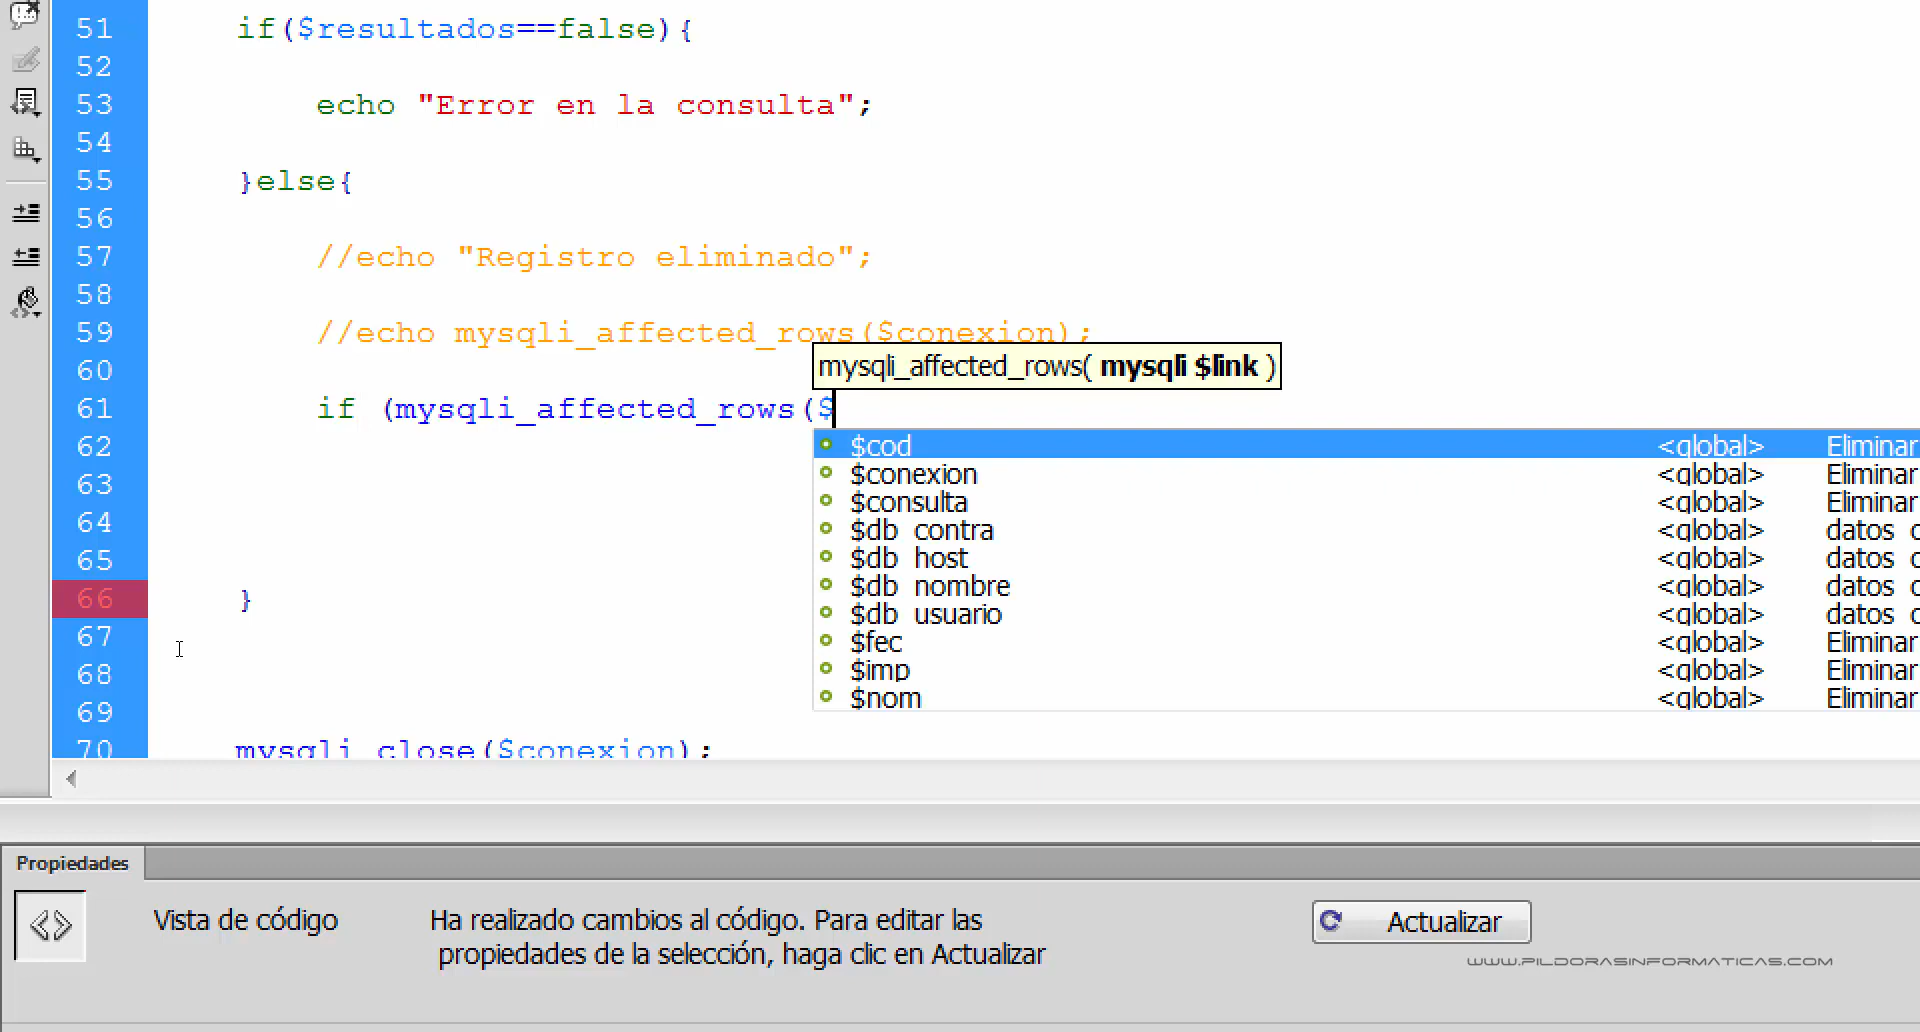 51 if($resultados==false){
52
53 echo "Error en la consulta";
54
55 }else{
56
57 //echo "Registro eliminado";
58
59 //echo mysqli_affected_rows($conexion);
mysqli_affected_rows( mysqli $link )
60
61 if (mysqli_affected_rows($
62 $cod <global> Eliminar
$conexion <global> Eliminar
63 $consulta <global> Eliminar
64 $db_contra <global> datos_c
65 $db_host <global> datos_c
$db_nombre <global> datos_c
66 } $db_usuario <global> datos_c
67 $fec <global> Eliminar
68 $imp <global> Eliminar
69 $nom <global> Eliminar
70 mysqli_close($conexion);
Propiedades
Vista de código
Ha realizado cambios al código. Para editar las
propiedades de la selección, haga clic en Actualizar
Actualizar
WWW.PILDORASINFORMATICAS.COM